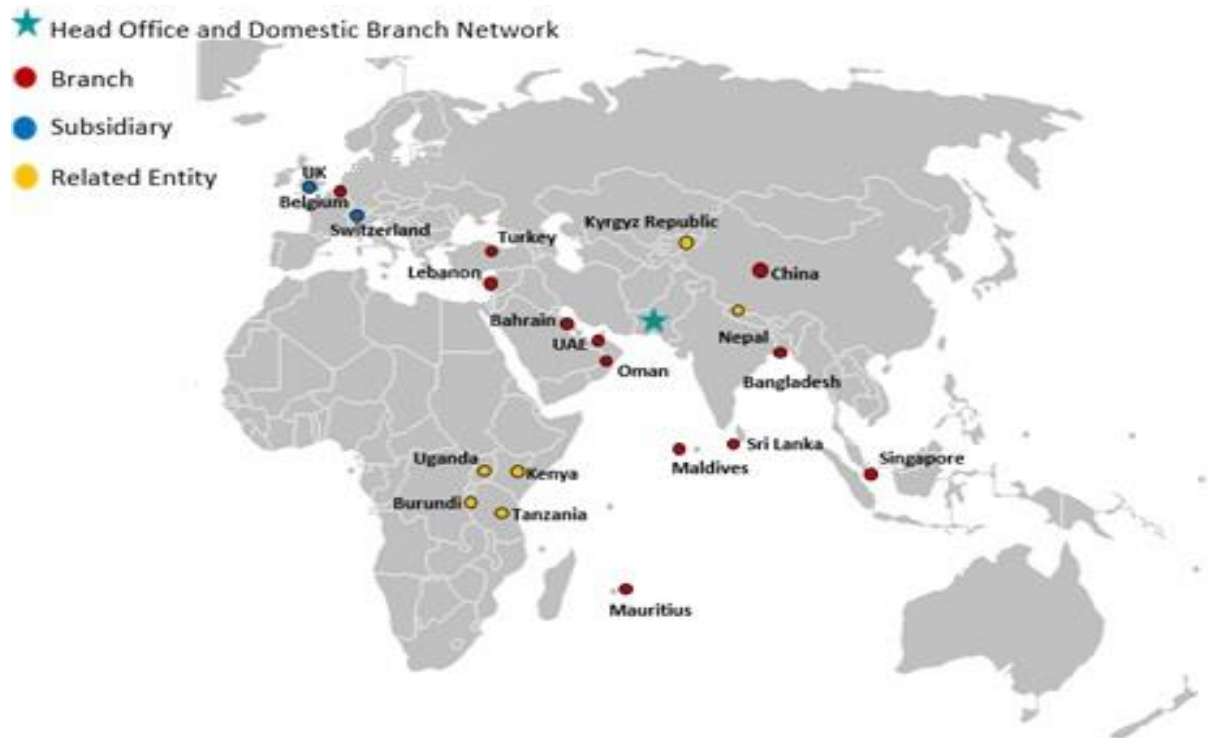 Head Office and Domestic Branch Network
Branch
Subsidiary
Related Entity
UK
Belgium
Switzerland
Turkey
Kyrgyz Republic
Lebanon
China
Bahrain
UAE
Nepal
Oman
Bangladesh
Sri Lanka
Maldives
Singapore
Uganda
Kenya
Burundi
Tanzania
Mauritius